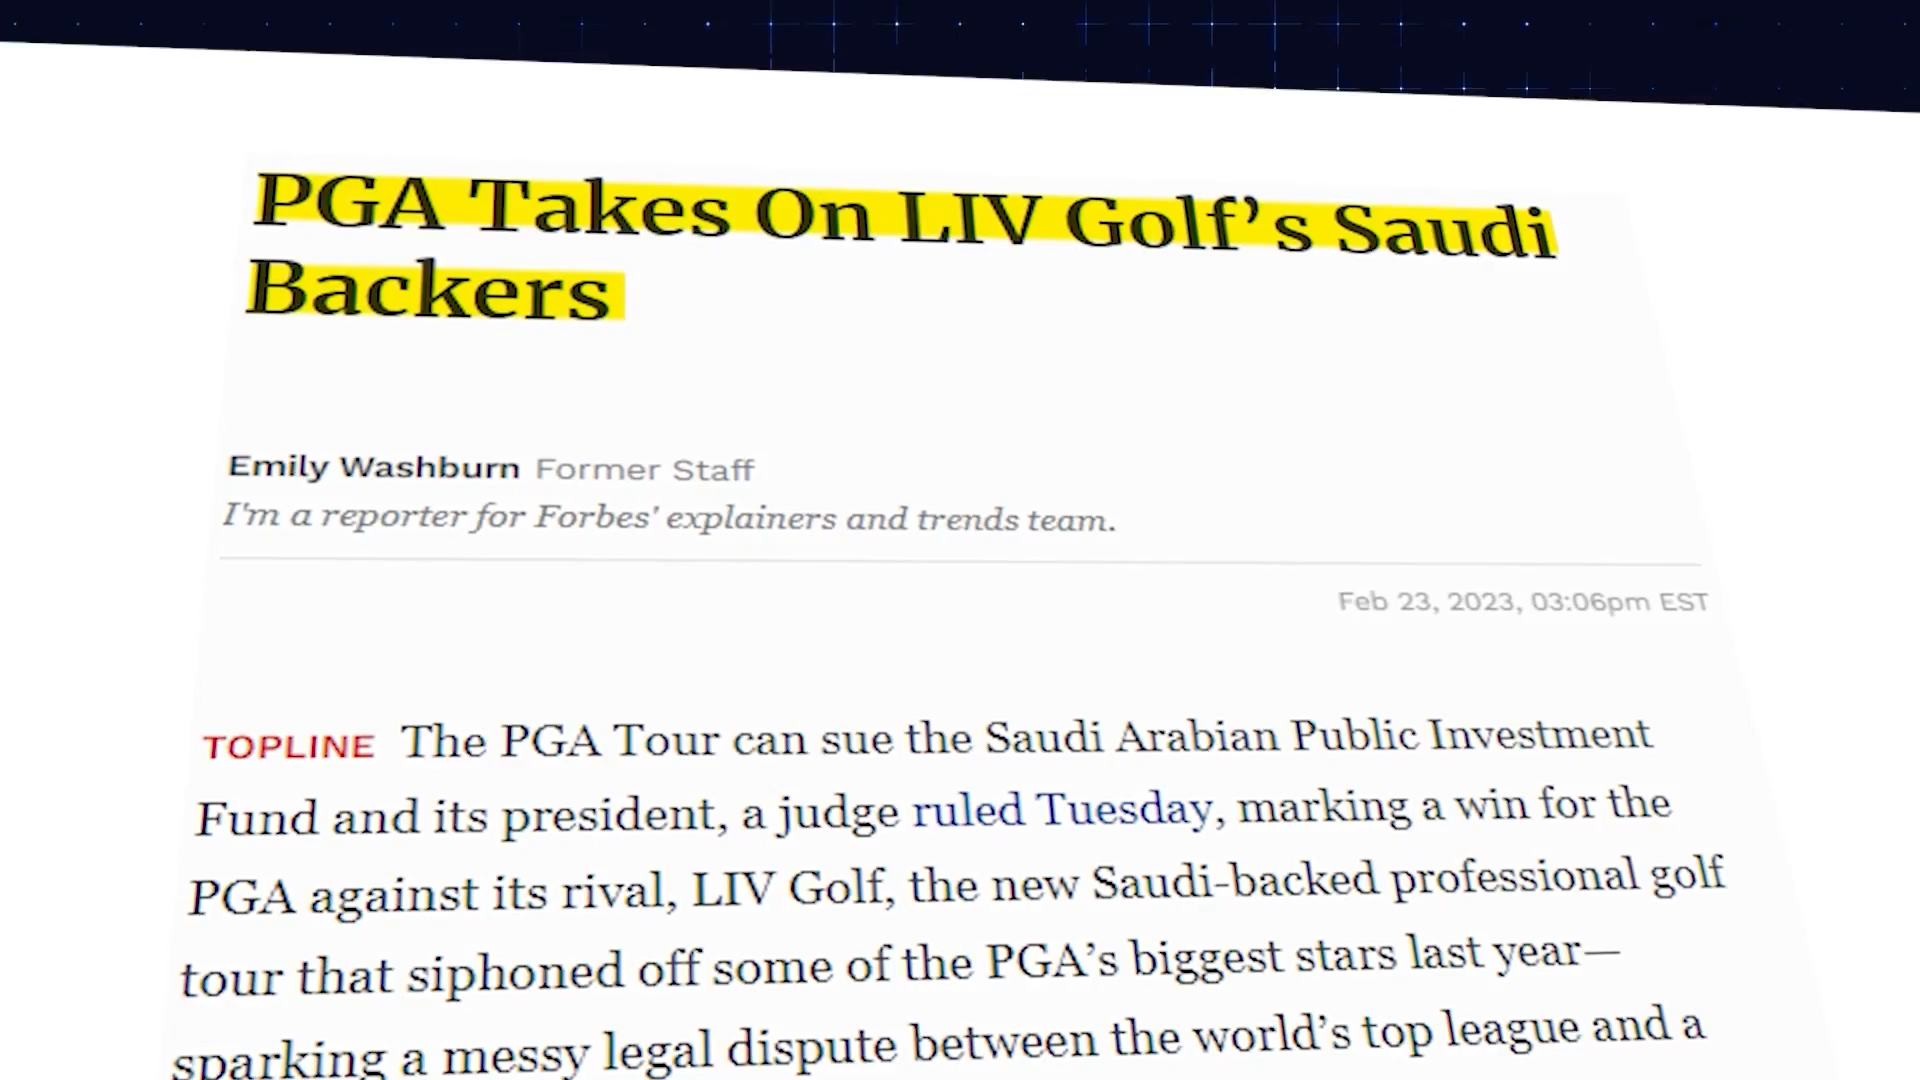 PGA Takes On LIV Golf’s Saudi
Backers
Emily Washburn Former Staff
I'm a reporter for Forbes' explainers and trends team.
Feb 23, 2023, 03:06pm EST
TOPLINE The PGA Tour can sue the Saudi Arabian Public Investment
Fund and its president, a judge ruled Tuesday, marking a win for the
PGA against its rival, LIV Golf, the new Saudi-backed professional golf
tour that siphoned off some of the PGA’s biggest stars last year—
sparking a messy legal dispute between the world’s top league and a